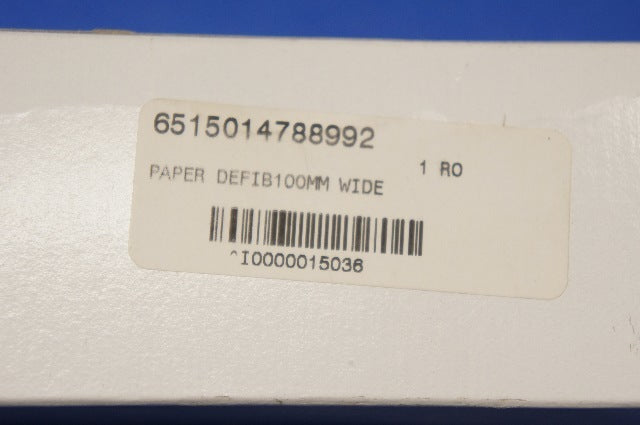 6515014788992
1 RO
PAPER DEFIB100MM WIDE
^I0000015036